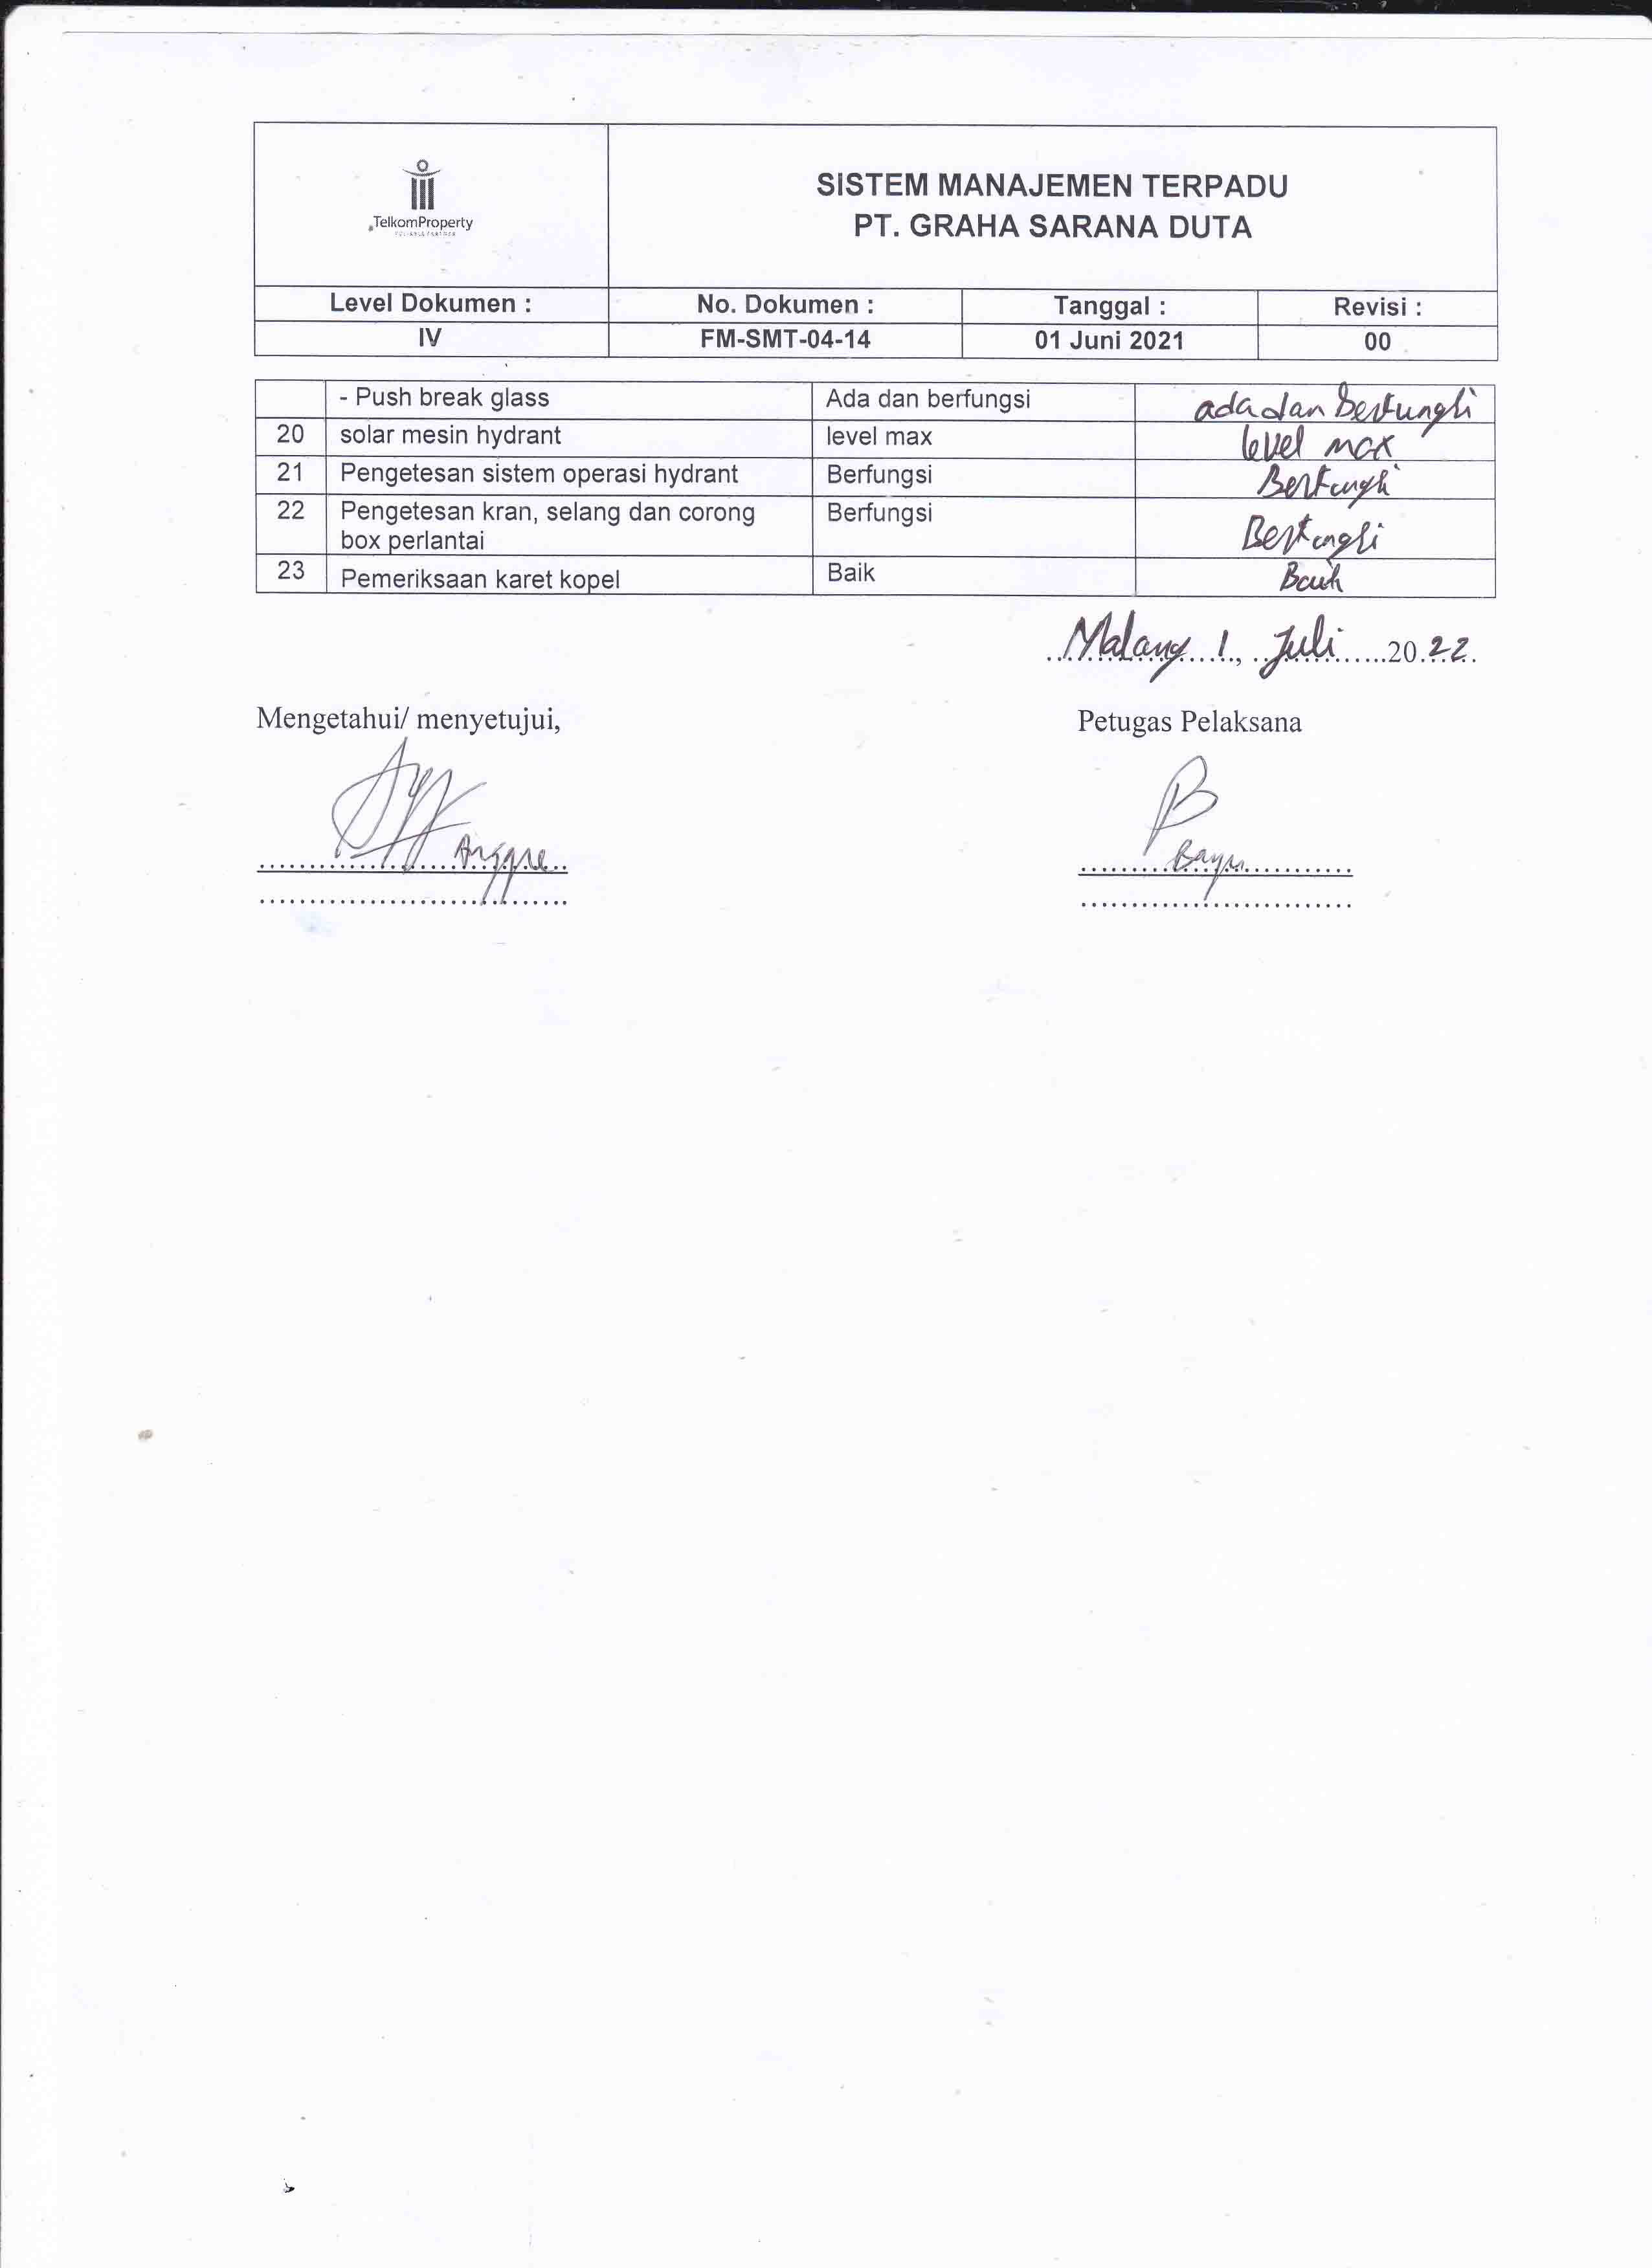 TelkomProperty
SISTEM MANAJEMEN TERPADU
PT. GRAHA SARANA DUTA
Level Dokumen : No. Dokumen : Tanggal : Revisi :
IV FM-SMT-04-14 01 Juni 2021 00
- Push break glass Ada dan berfungsi ada dan berfungsi
20 solar mesin hydrant level max level max
21 Pengetesan sistem operasi hydrant Berfungsi Berfungsi
22 Pengetesan kran, selang dan corong Berfungsi Berfungsi
box perlantai
23 Pemeriksaan karet kopel Baik Baik
Malang 1, Juli 2022.
Mengetahui/ menyetujui, Petugas Pelaksana
Bayu